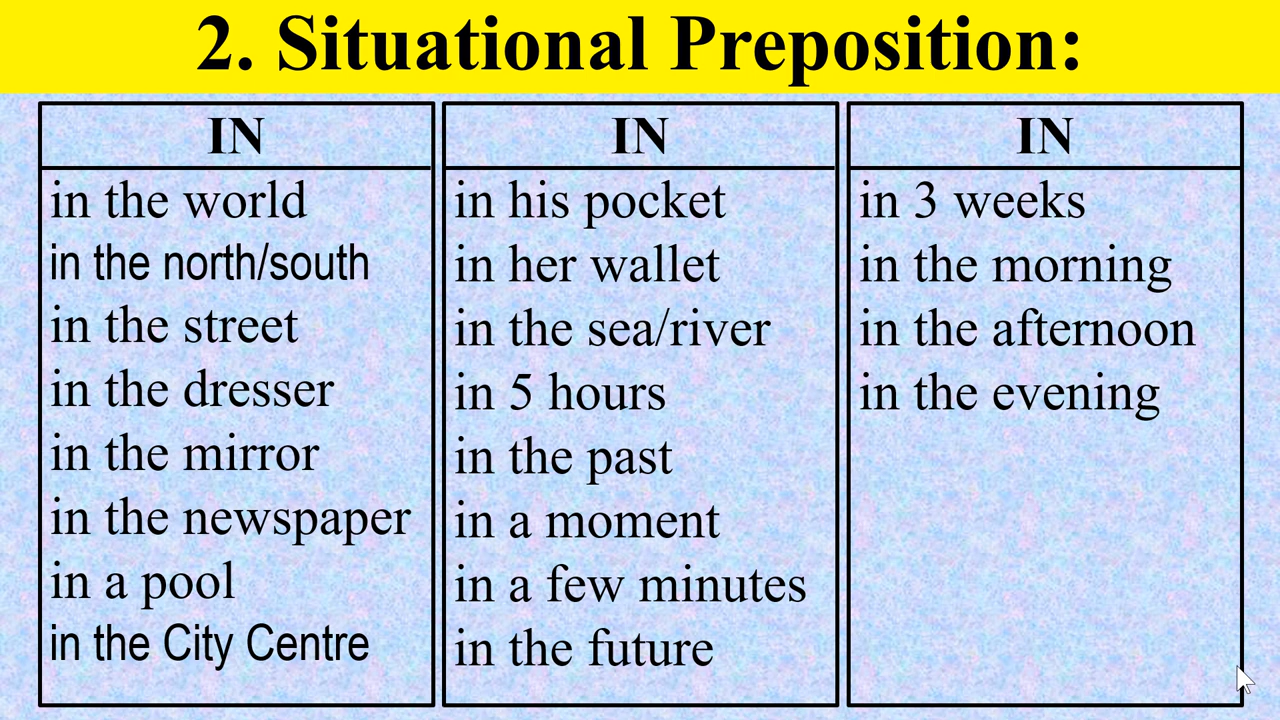 2. Situational Preposition:
IN
in the world
in the north/south
in the street
in the dresser
in the mirror
in the newspaper
in a pool
in the City Centre
IN
in his pocket
in her wallet
in the sea/river
in 5 hours
in the past
in a moment
in a few minutes
in the future
IN
in 3 weeks
in the morning
in the afternoon
in the evening